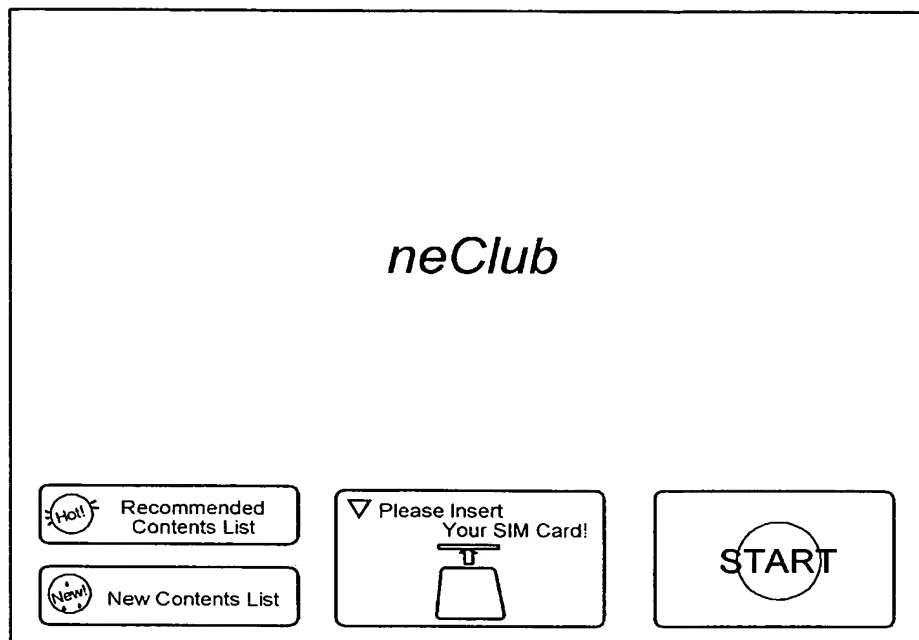 neClub
Hot!
Recommended
Contents List
New!
New Contents List
Please Insert
Your SIM Card!
START